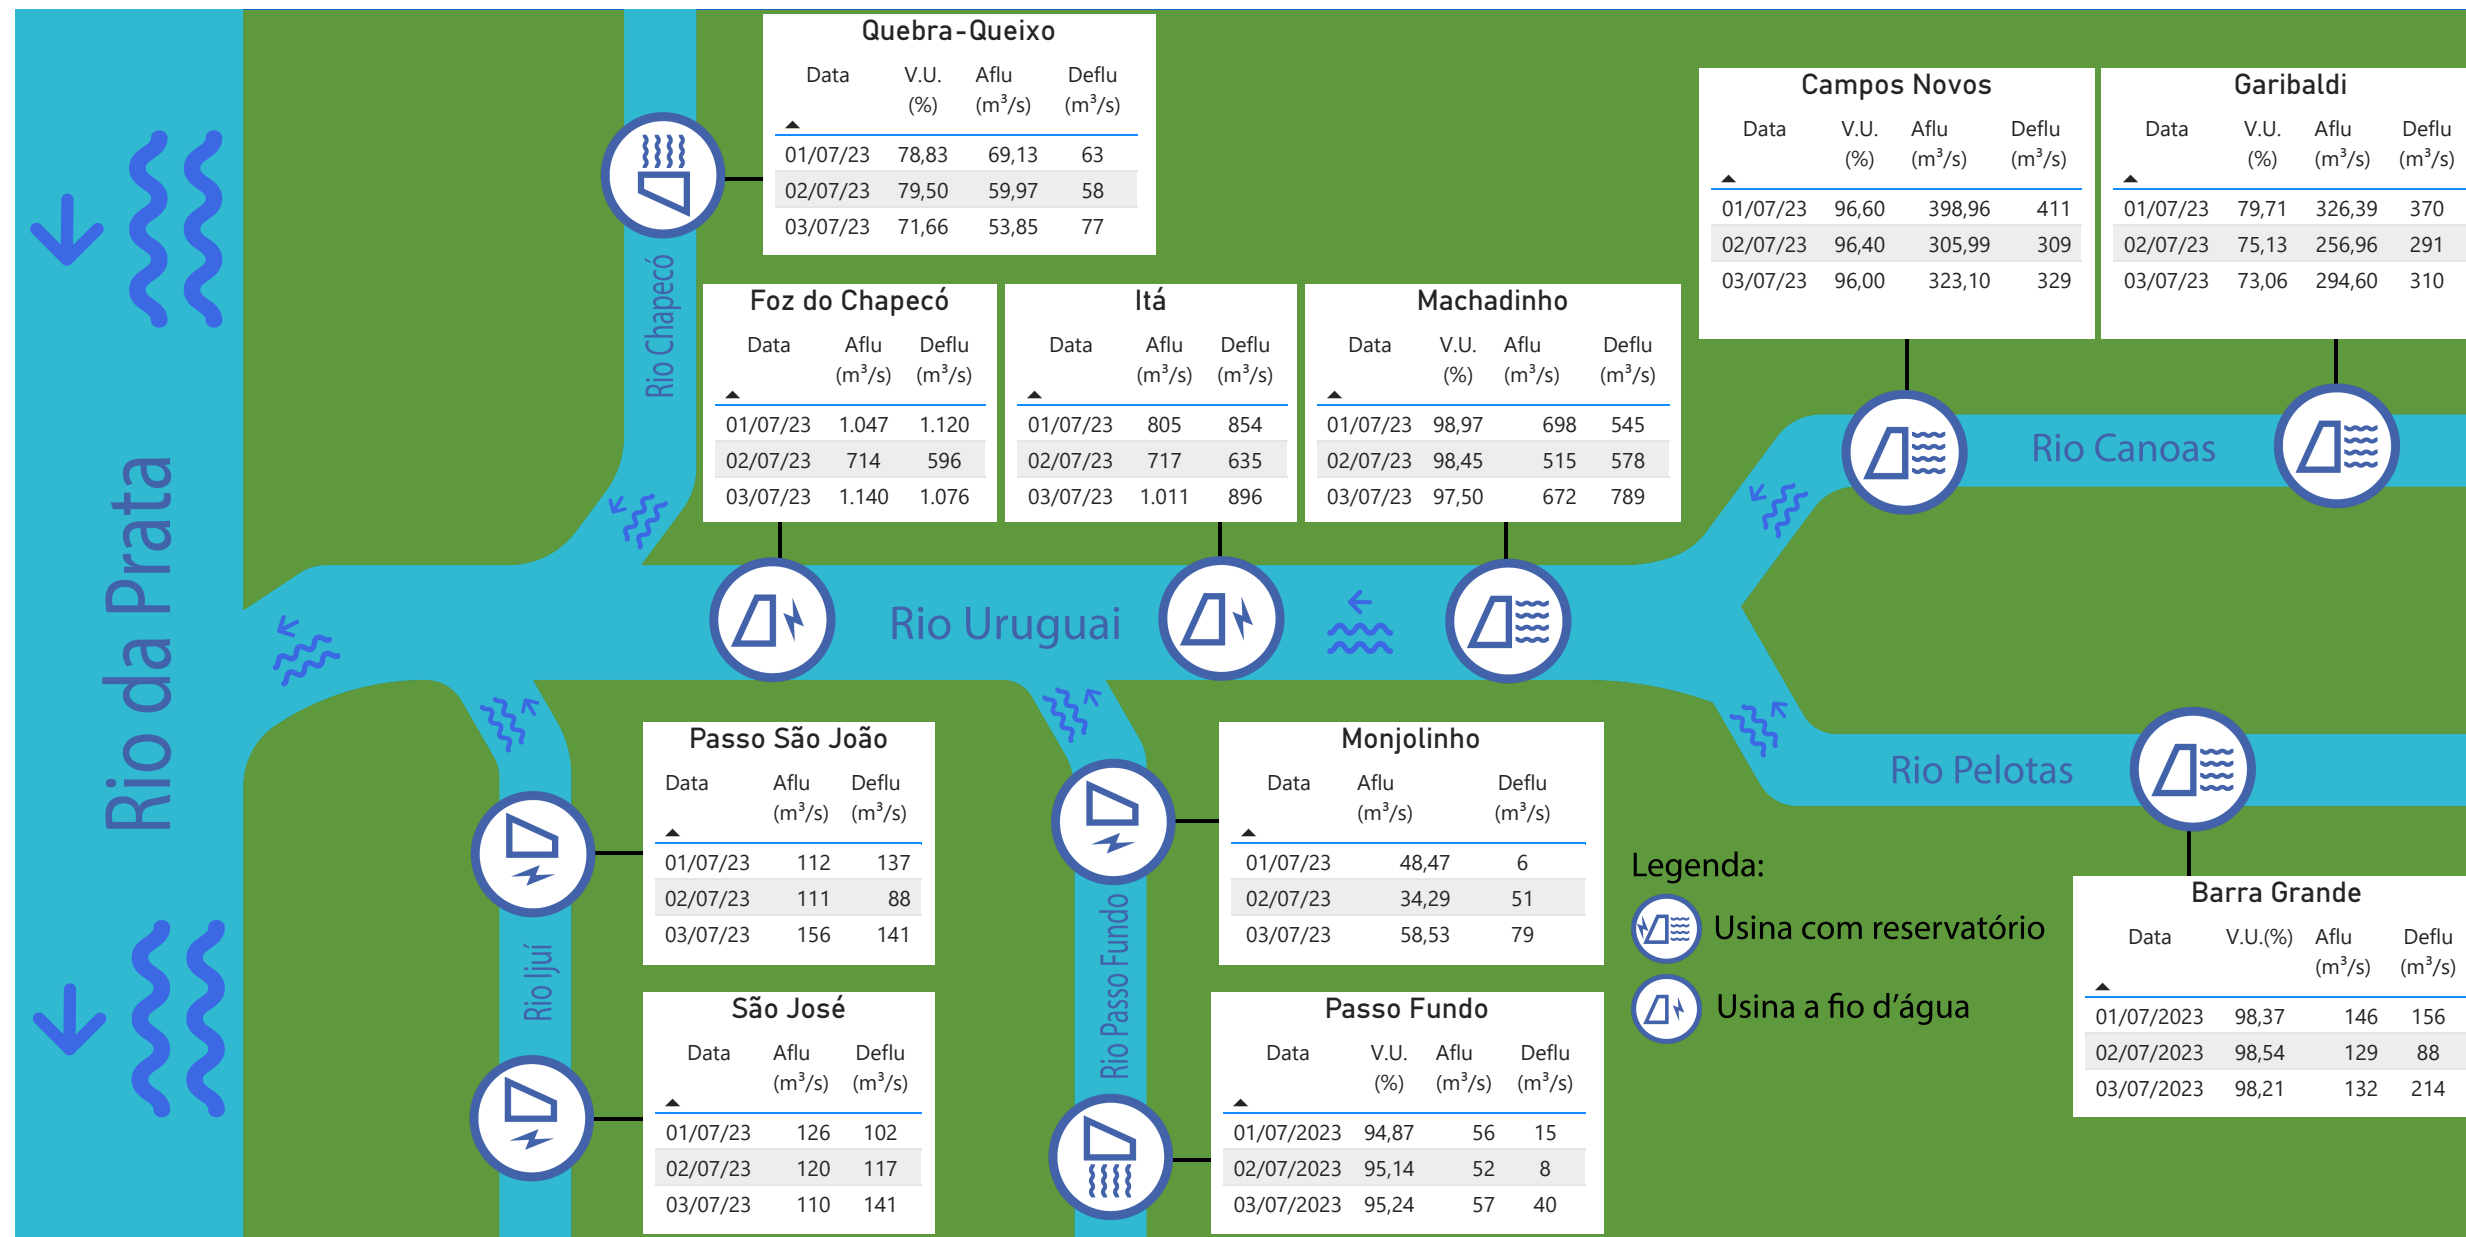 Quebra-Queixo
Data V.U. (%) Aflu (m³/s) Deflu (m³/s)
01/07/23 78,83 69,13 63
02/07/23 79,50 59,97 58
03/07/23 71,66 53,85 77
Campos Novos
Data V.U. (%) Aflu (m³/s) Deflu (m³/s)
01/07/23 96,60 398,96 411
02/07/23 96,40 305,99 309
03/07/23 96,00 323,10 329
Garibaldi
Data V.U. (%) Aflu (m³/s) Deflu (m³/s)
01/07/23 79,71 326,39 370
02/07/23 75,13 256,96 291
03/07/23 73,06 294,60 310
Rio Chapecó
Foz do Chapecó
Data Aflu (m³/s) Deflu (m³/s)
01/07/23 1.047 1.120
02/07/23 714 596
03/07/23 1.140 1.076
Itá
Data Aflu (m³/s) Deflu (m³/s)
01/07/23 805 854
02/07/23 717 635
03/07/23 1.011 896
Machadinho
Data V.U. (%) Aflu (m³/s) Deflu (m³/s)
01/07/23 98,97 698 545
02/07/23 98,45 515 578
03/07/23 97,50 672 789
Rio Canoas
Rio da Prata
Rio Uruguai
Rio Pelotas
Passo São João
Data Aflu (m³/s) Deflu (m³/s)
01/07/23 112 137
02/07/23 111 88
03/07/23 156 141
Monjolinho
Data Aflu (m³/s) Deflu (m³/s)
01/07/23 48,47 6
02/07/23 34,29 51
03/07/23 58,53 79
Rio Ijuí
Rio Passo Fundo
Legenda:
Usina com reservatório
Usina a fio d’água
Barra Grande
Data V.U.(%) Aflu (m³/s) Deflu (m³/s)
01/07/2023 98,37 146 156
02/07/2023 98,54 129 88
03/07/2023 98,21 132 214
São José
Data Aflu (m³/s) Deflu (m³/s)
01/07/23 126 102
02/07/23 120 117
03/07/23 110 141
Passo Fundo
Data V.U. (%) Aflu (m³/s) Deflu (m³/s)
01/07/2023 94,87 56 15
02/07/2023 95,14 52 8
03/07/2023 95,24 57 40